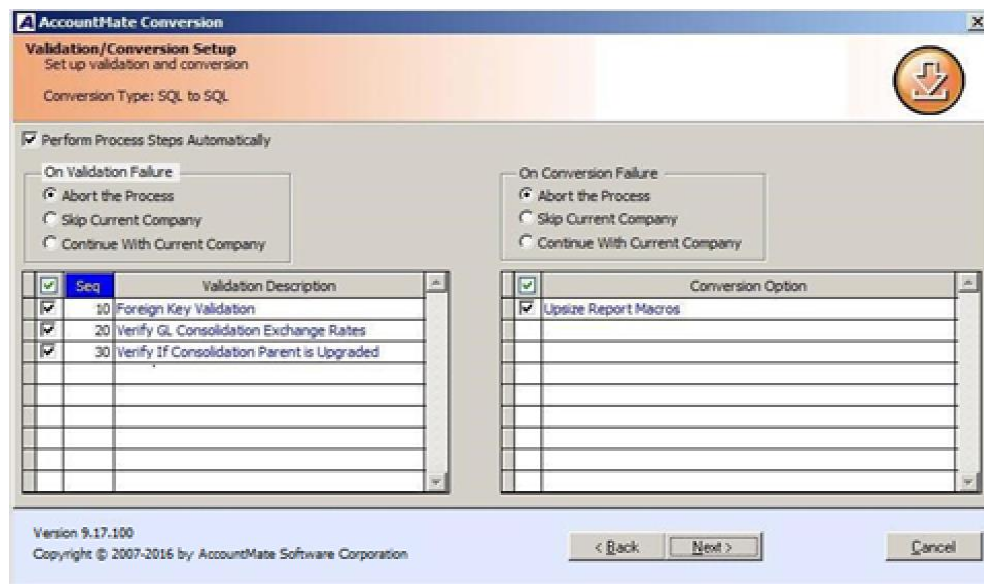 AccountMate Conversion
Validation/Conversion Setup
Set up validation and conversion
Conversion Type: SQL to SQL
Perform Process Steps Automatically
On Validation Failure
Abort the Process
Skip Current Company
Continue With Current Company
On Conversion Failure
Abort the Process
Skip Current Company
Continue With Current Company
Seq Validation Description
10 Foreign Key Validation
20 Verify GL Consolidation Exchange Rates
30 Verify If Consolidation Parent is Upgraded
Conversion Option
Upsize Report Macros
Version 9.17.100
Copyright © 2007-2016 by AccountMate Software Corporation
< Back
Next >
Cancel